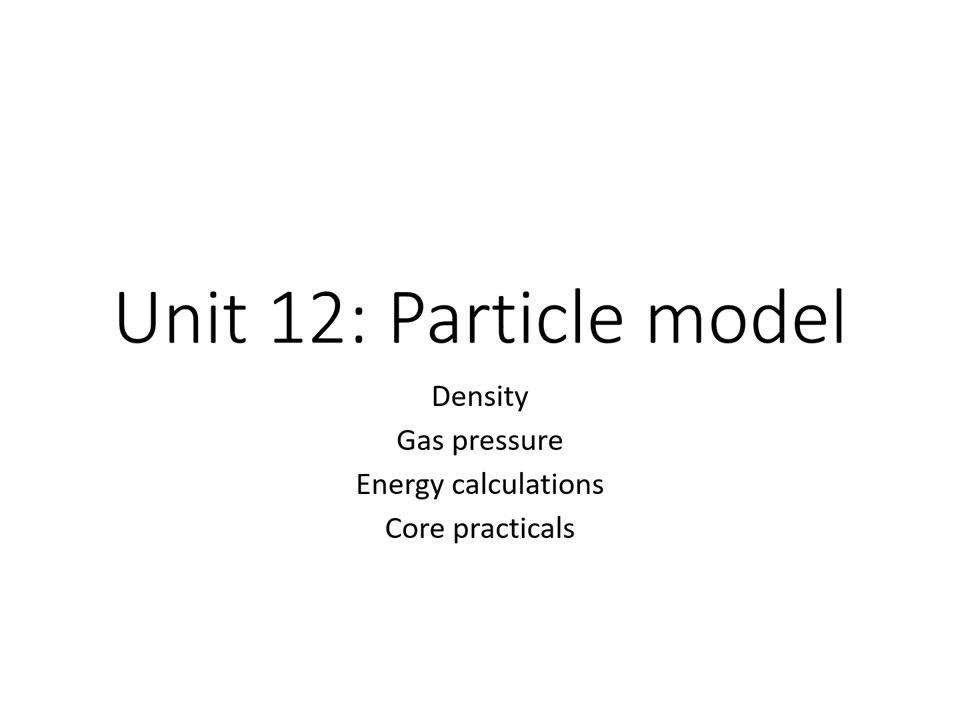 Unit 12: Particle model
Density
Gas pressure
Energy calculations
Core practicals